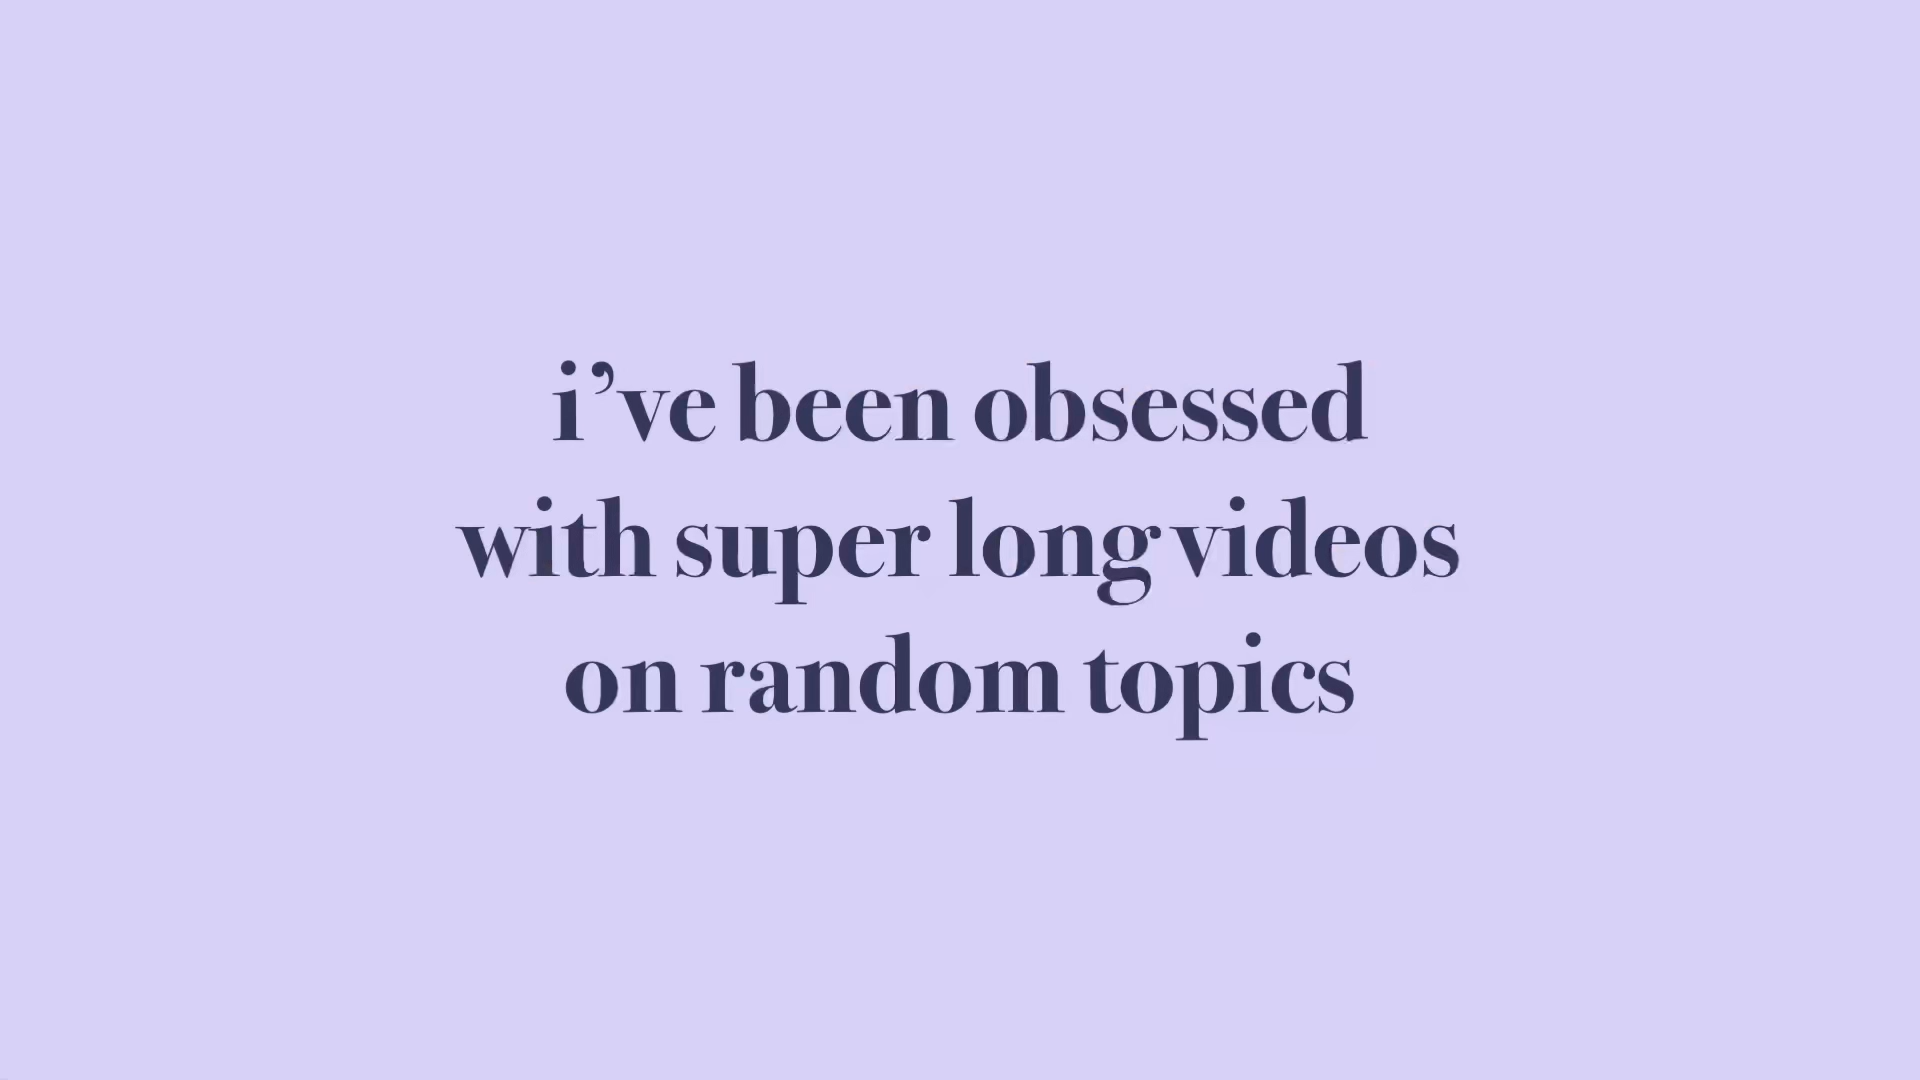 i’ve been obsessed
with super long videos
on random topics